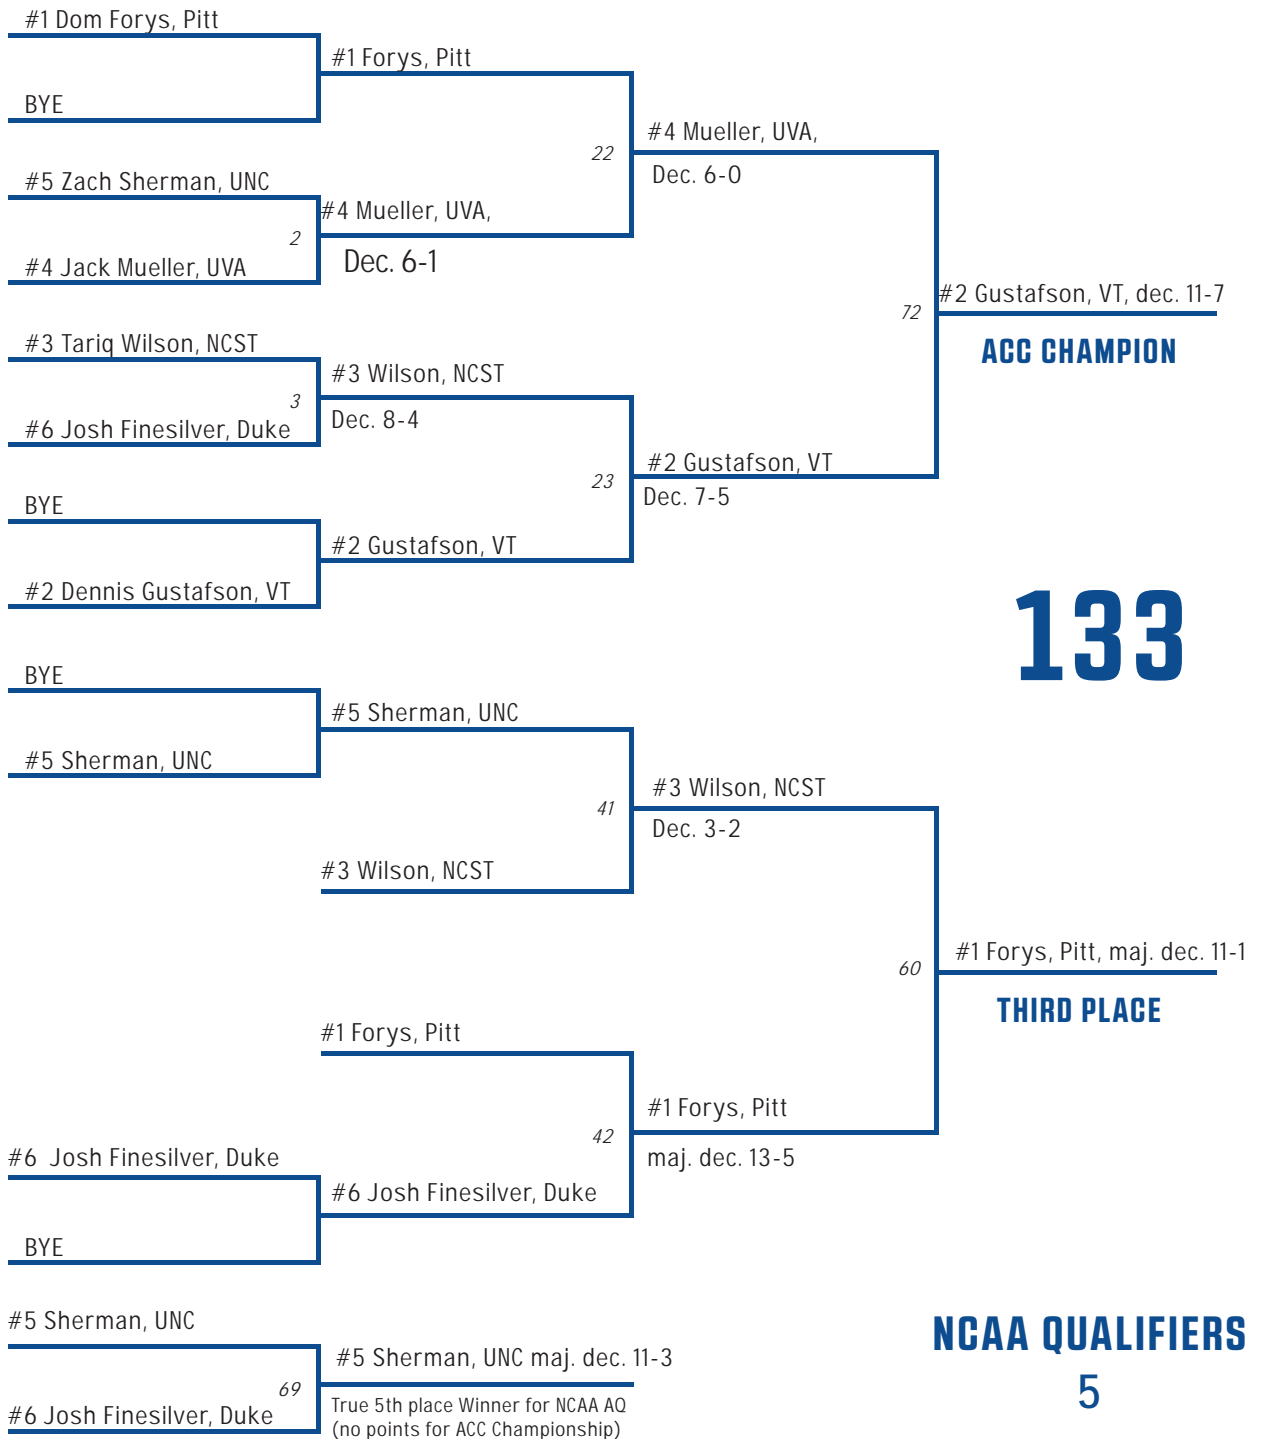 #1 Dom Forys, Pitt
#1 Forys, Pitt
BYE
#4 Mueller, UVA,
22
Dec. 6-0
#5 Zach Sherman, UNC
#4 Mueller, UVA,
2
Dec. 6-1
#4 Jack Mueller, UVA
#2 Gustafson, VT, dec. 11-7
72
ACC CHAMPION
#3 Tariq Wilson, NCST
#3 Wilson, NCST
3
Dec. 8-4
#6 Josh Finesilver, Duke
#2 Gustafson, VT
23
Dec. 7-5
BYE
#2 Gustafson, VT
#2 Dennis Gustafson, VT
133
BYE
#5 Sherman, UNC
#5 Sherman, UNC
#3 Wilson, NCST
41
Dec. 3-2
#3 Wilson, NCST
#1 Forys, Pitt, maj. dec. 11-1
60
THIRD PLACE
#1 Forys, Pitt
#1 Forys, Pitt
42
maj. dec. 13-5
#6 Josh Finesilver, Duke
#6 Josh Finesilver, Duke
BYE
#5 Sherman, UNC
#5 Sherman, UNC maj. dec. 11-3
69
True 5th place Winner for NCAA AQ
(no points for ACC Championship)
#6 Josh Finesilver, Duke
NCAA QUALIFIERS
5